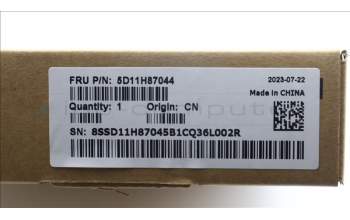 FRU P/N: 5D11H87044
2023-07-22
Made in CHINA
Quantity: 1 Origin: CN
SN: 8SSD11H87045B1CQ36L002R